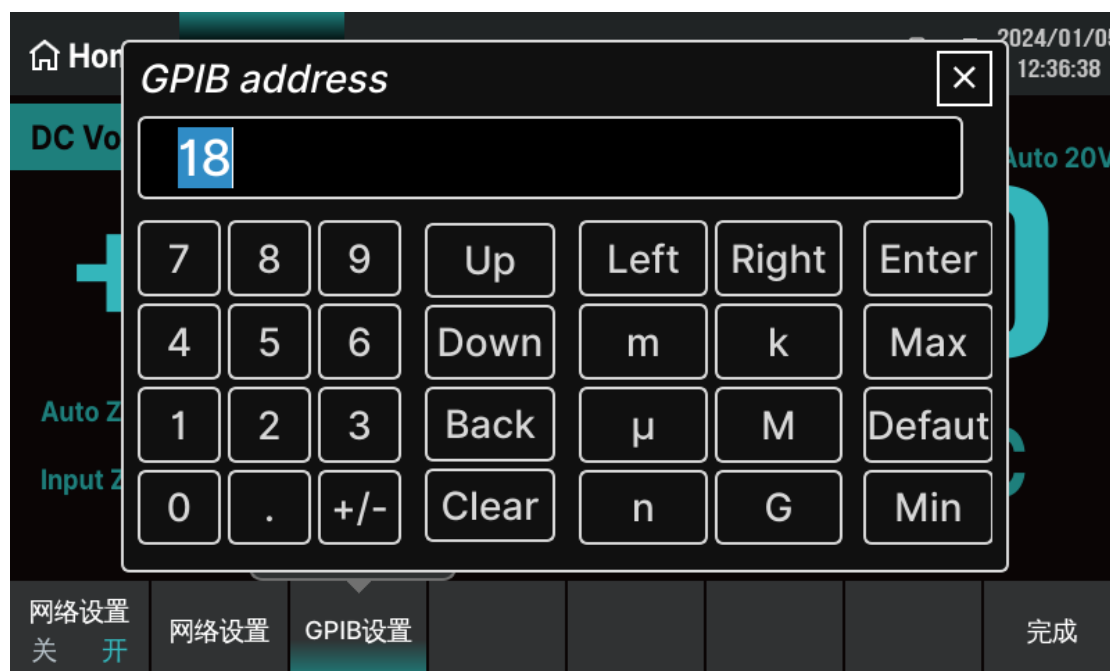 Hom
2024/01/05
12:36:38
GPIB address
×
DC Vo
18
Auto 20V
7 8 9 Up Left Right Enter
4 5 6 Down m k Max
Auto Z
1 2 3 Back μ M Defaut
Input Z
0 . +/- Clear n G Min
网络设置
关 开
网络设置
GPIB设置
完成